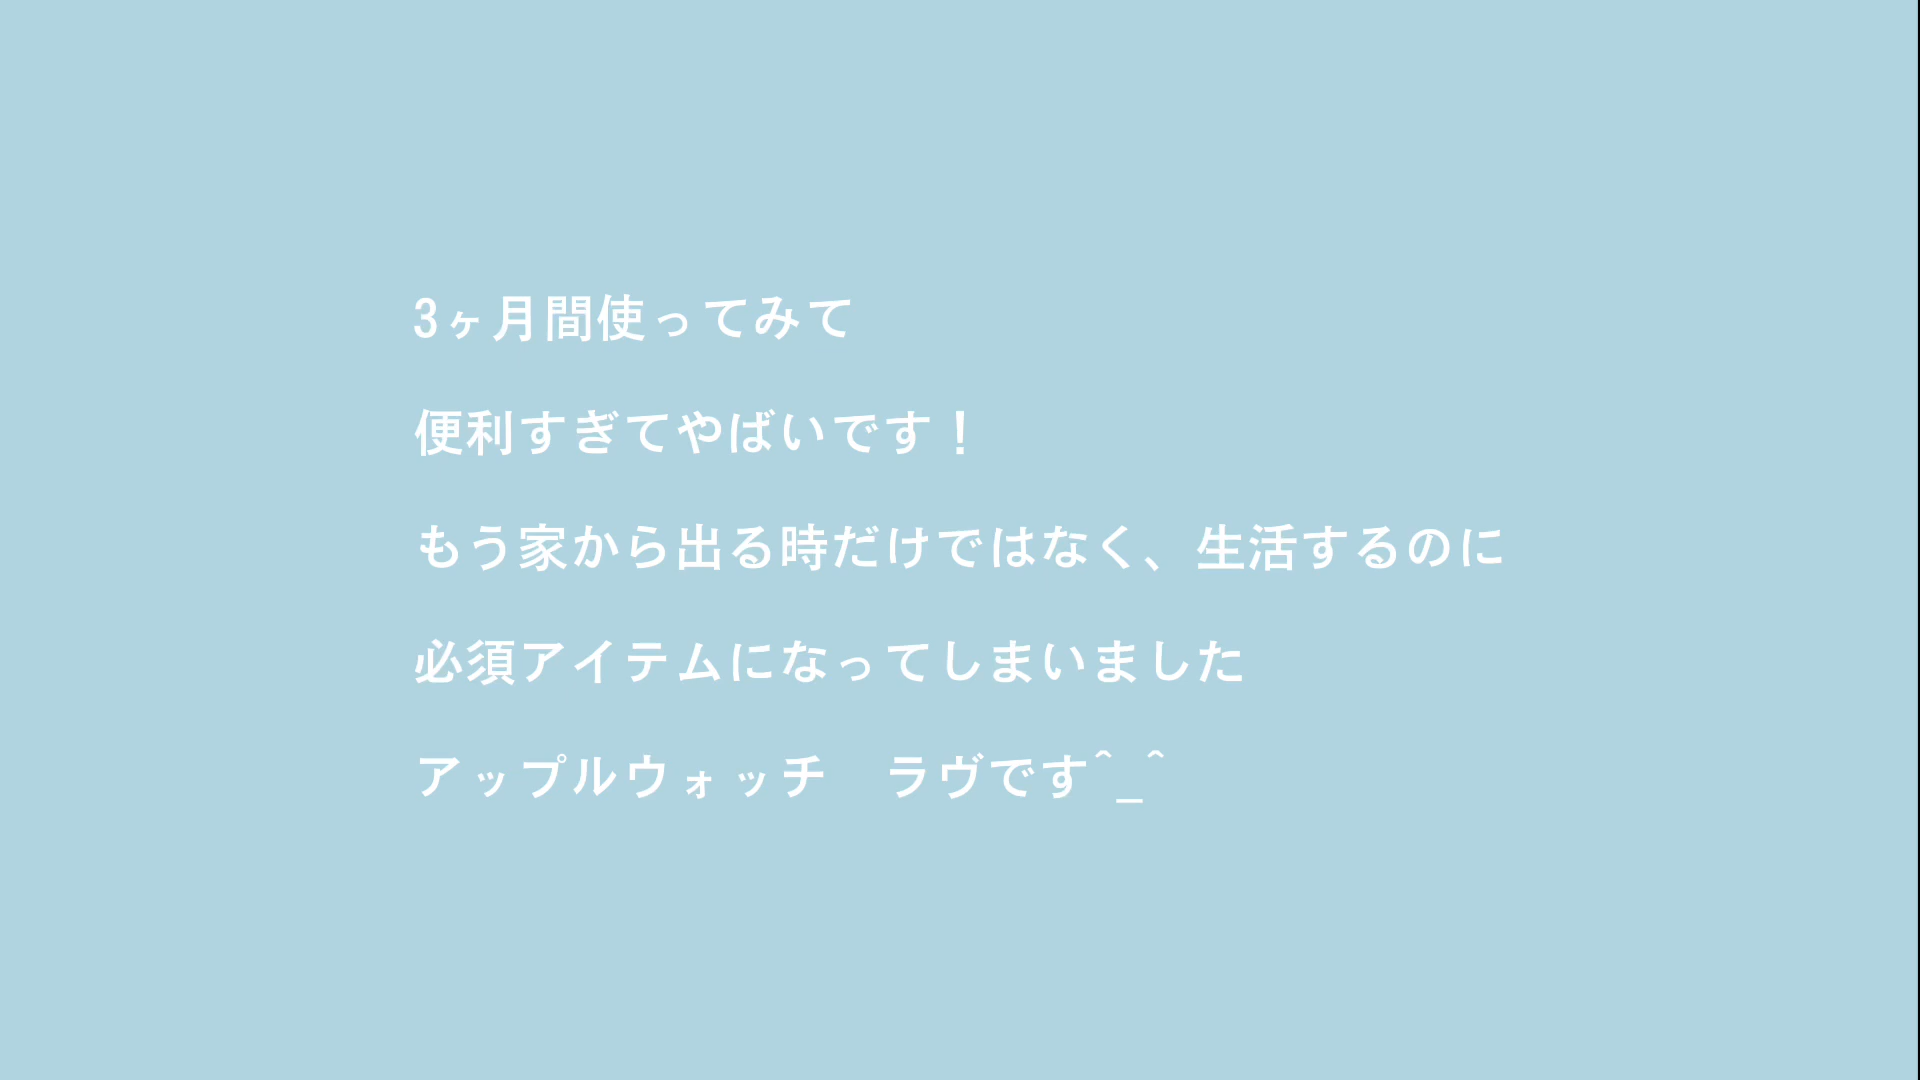 3ヶ月間使ってみて
便利すぎてやばいです！
もう家から出る時だけではなく、生活するのに
必須アイテムになってしまいました
アップルウォッチ　ラヴです^_^